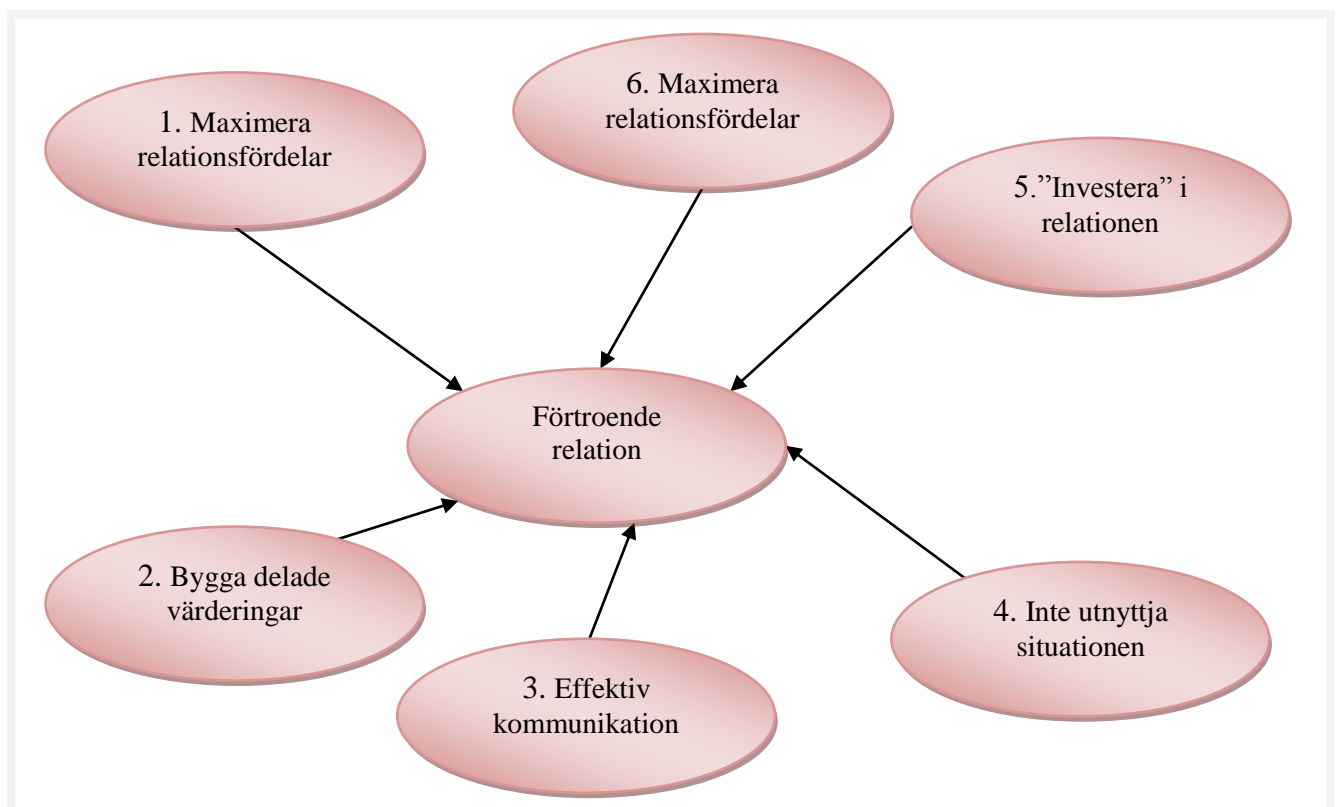 1. Maximera
relationsfördelar
6. Maximera
relationsfördelar
5.”Investera” i
relationen
Förtroende
relation
2. Bygga delade
värderingar
3. Effektiv
kommunikation
4. Inte utnyttja
situationen